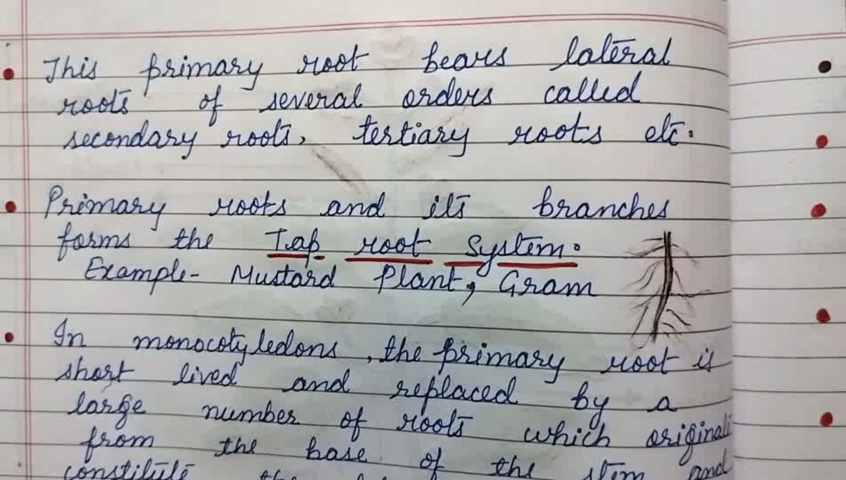 This primary root bears lateral
roots of several orders called
secondary roots, tertiary roots etc.
Primary roots and its branches
forms the Tap root System.
Example- Mustard Plant, Gram
In monocotyledons, the primary root is
short lived and replaced by a
large number of roots which
from the base of the stem and
constitute the